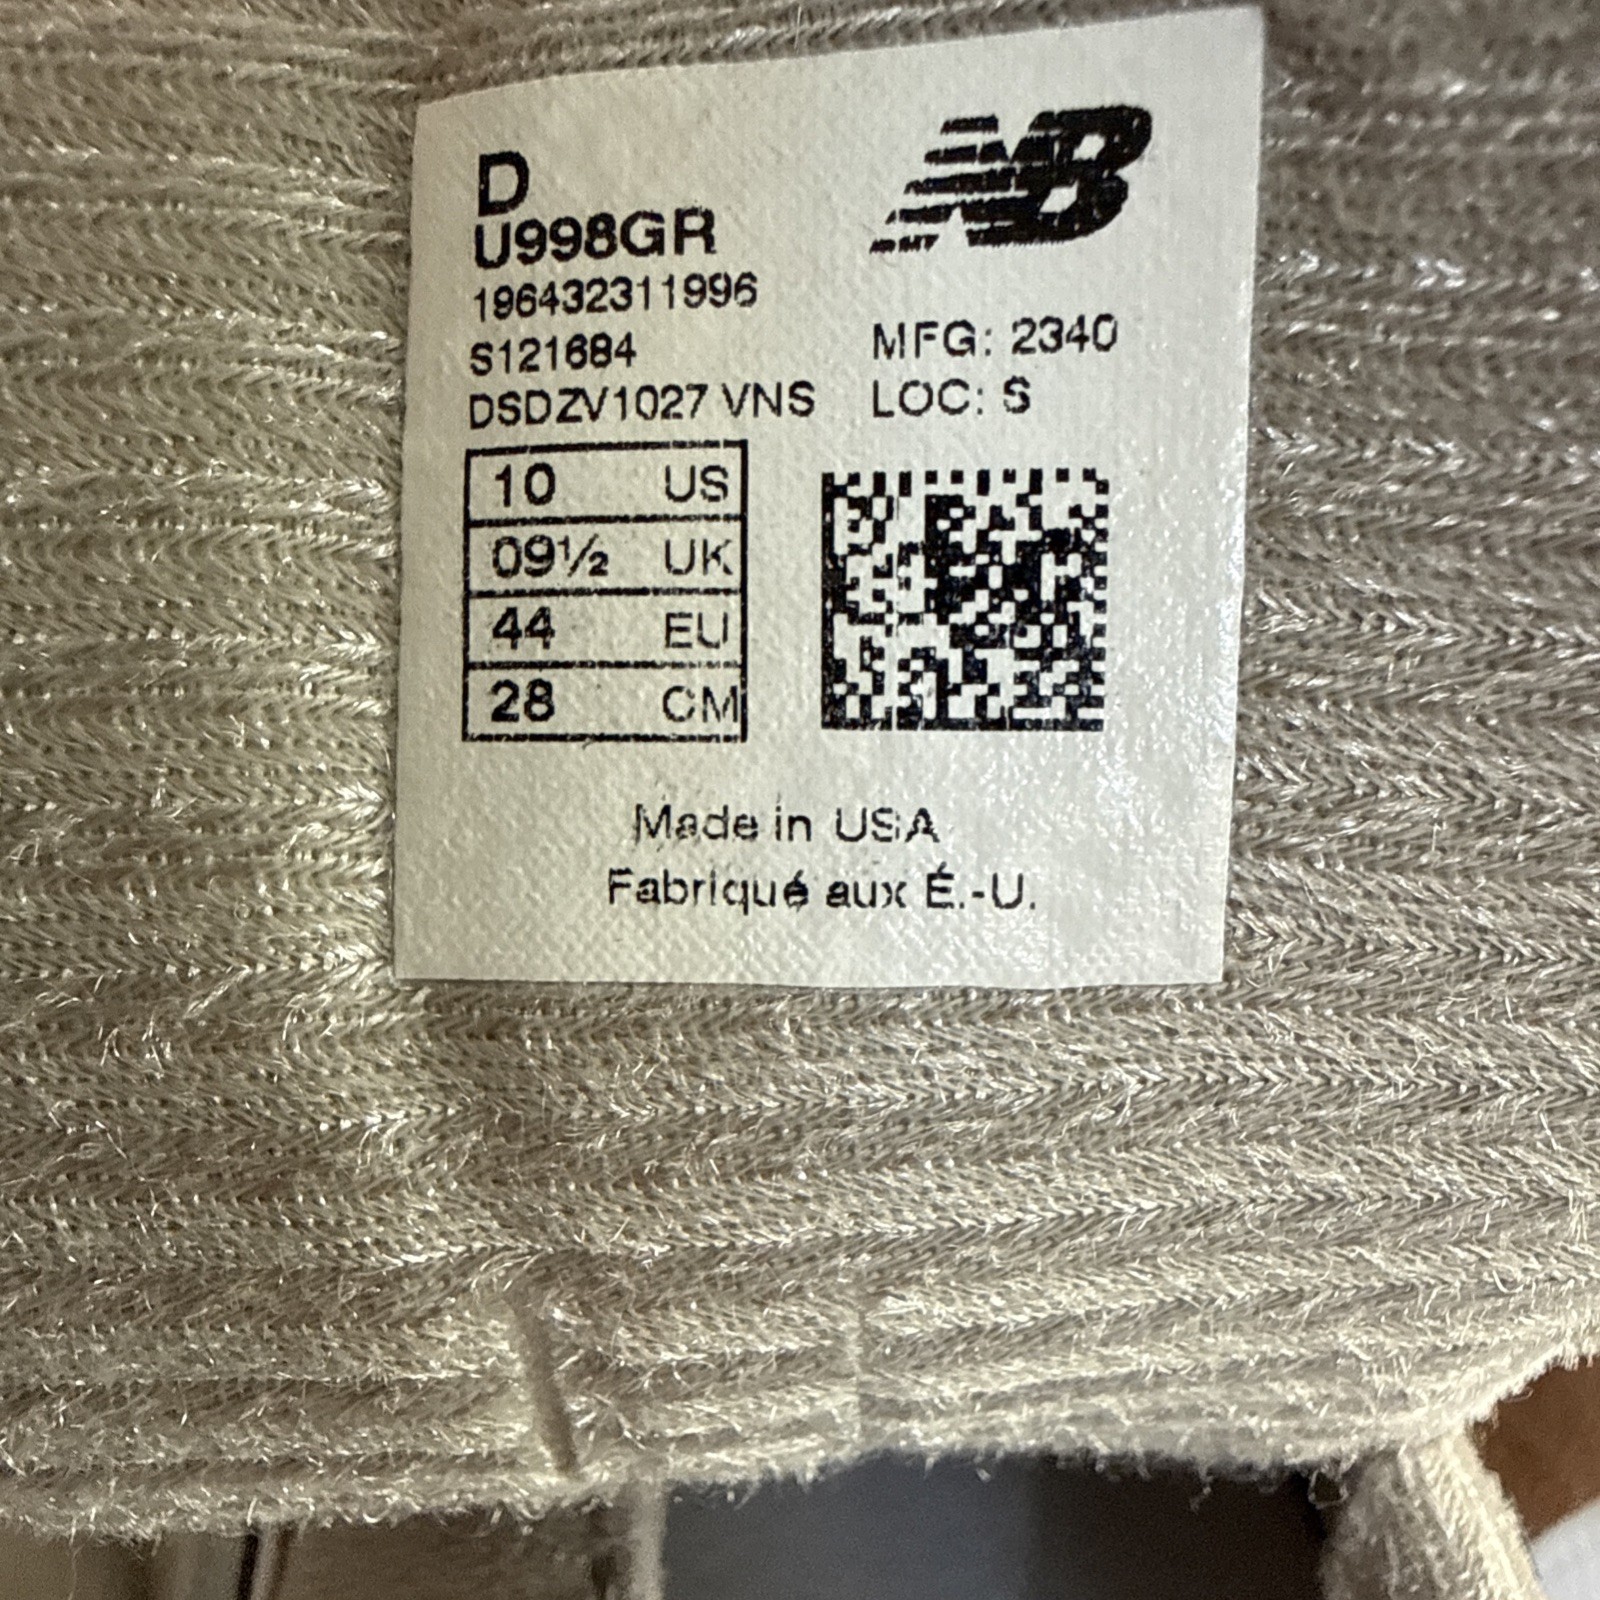 D
NB
U998GR
196432311996
S121684
DSDZV1027 VNS
MFG: 2340
LOC: S
10 US
09½ UK
44 EU
28 CM
Made in USA
Fabriqué aux É.-U.